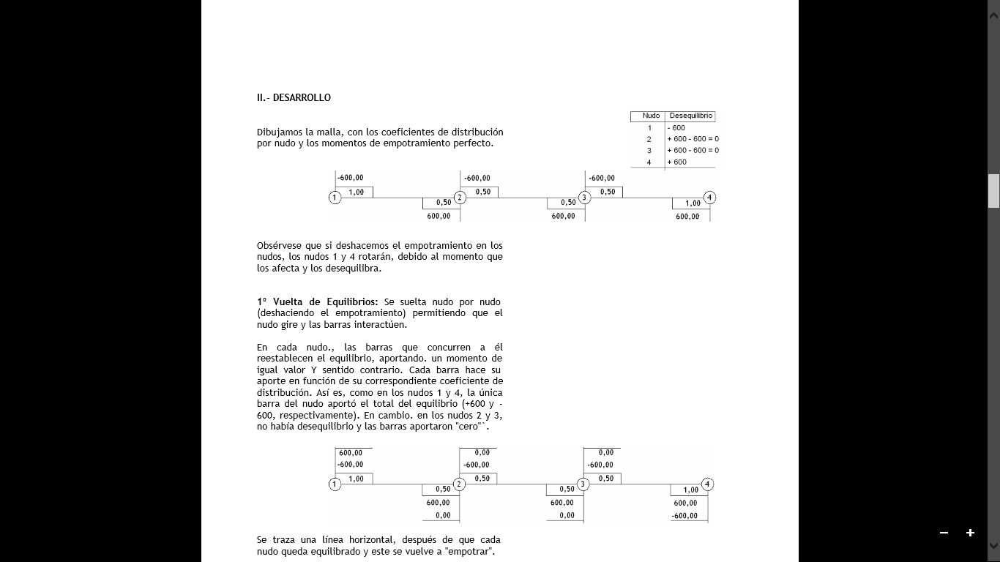 II.- DESARROLLO
Nudo Desequilibrio
1 - 600
2 + 600 - 600 = 0
3 + 600 - 600 = 0
4 + 600
Dibujamos la malla, con los coeficientes de distribución
por nudo y los momentos de empotramiento perfecto.
-600,00 -600,00 -600,00
1,00 0,50 0,50
1 2 3 4
0,50 0,50 1,00
600,00 600,00 600,00
Obsérvese que si deshacemos el empotramiento en los
nudos, los nudos 1 y 4 rotarán, debido al momento que
los afecta y los desequilibra.
1º Vuelta de Equilibrios: Se suelta nudo por nudo
(deshaciendo el empotramiento) permitiendo que el
nudo gire y las barras interactúen.
En cada nudo., las barras que concurren a él
reestablecen el equilibrio, aportando. un momento de
igual valor Y sentido contrario. Cada barra hace su
aporte en función de su correspondiente coeficiente de
distribución. Así es, como en los nudos 1 y 4, la única
barra del nudo aportó el total del equilibrio (+600 y -
600, respectivamente). En cambio. en los nudos 2 y 3,
no había desequilibrio y las barras aportaron "cero"`.
600,00 0,00 0,00
-600,00 -600,00 -600,00
1,00 0,50 0,50
1 2 3 4
0,50 0,50 1,00
600,00 600,00 600,00
0,00 0,00 -600,00
Se traza una línea horizontal, después de que cada
nudo queda equilibrado y este se vuelve a "empotrar".